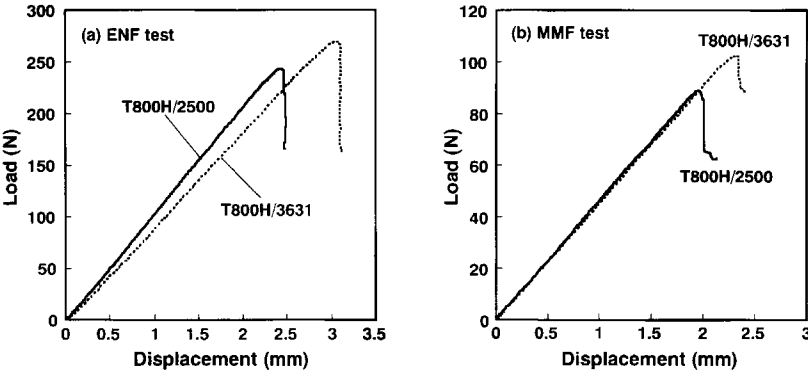 (a) ENF test
T800H/2500
T800H/3631
Load (N)
300
250
200
150
100
50
0
0 0.5 1 1.5 2 2.5 3 3.5
Displacement (mm)
(b) MMF test
T800H/3631
T800H/2500
Load (N)
120
100
80
60
40
20
0
0 0.5 1 1.5 2 2.5 3
Displacement (mm)